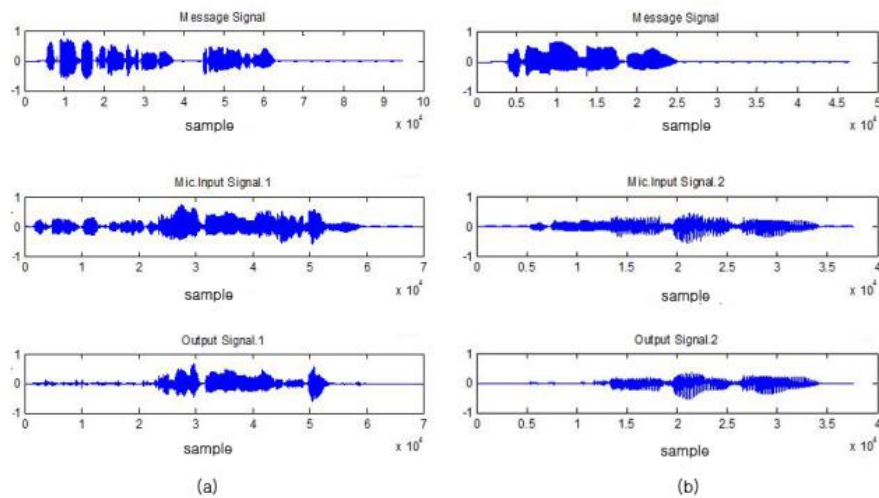 Message Signal
1
0
-1
0 1 2 3 4 5 6 7 8 9 10
x 10^4
sample
Mic.Input Signal.1
1
0
-1
0 1 2 3 4 5 6 7
x 10^4
sample
Output Signal.1
1
0
-1
0 1 2 3 4 5 6 7
x 10^4
sample
(a)
Message Signal
1
0
-1
0 0.5 1 1.5 2 2.5 3 3.5 4 4.5 5
x 10^4
sample
Mic.Input Signal.2
1
0
-1
0 0.5 1 1.5 2 2.5 3 3.5 4
x 10^4
sample
Output Signal.2
1
0
-1
0 0.5 1 1.5 2 2.5 3 3.5 4
x 10^4
sample
(b)